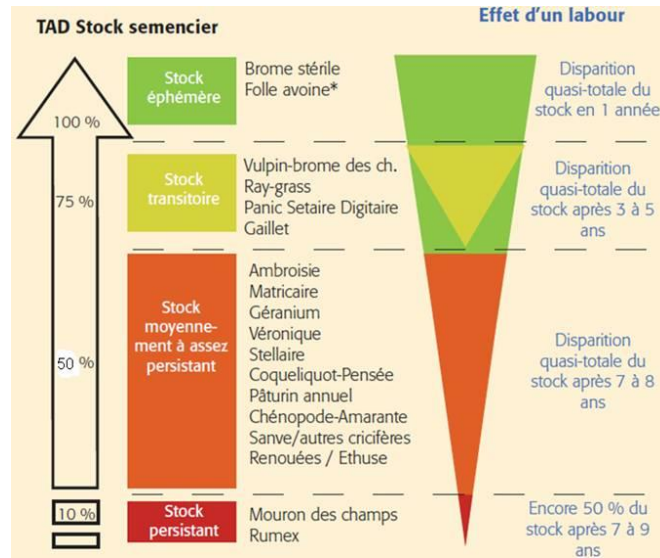 TAD Stock semencier
Effet d'un labour
100 %
Stock
éphémère
Brome stérile
Folle avoine*
Disparition
quasi-totale du
stock en 1 année
75 %
Stock
transitoire
Vulpin-brome des ch.
Ray-grass
Panic Setaire Digitaire
Gaillet
Disparition
quasi-totale du
stock après 3 à 5
ans
50 %
Stock
moyenne-
ment à assez
persistant
Ambroisie
Matricaire
Géranium
Véronique
Stellaire
Coqueliquot-Pensée
Pâturin annuel
Chénopode-Amarante
Sanve/autres cricifères
Renouées / Ethuse
Disparition
quasi-totale du
stock après 7 à 8
ans
10 %
Stock
persistant
Mouron des champs
Rumex
Encore 50 % du
stock après 7 à 9
ans